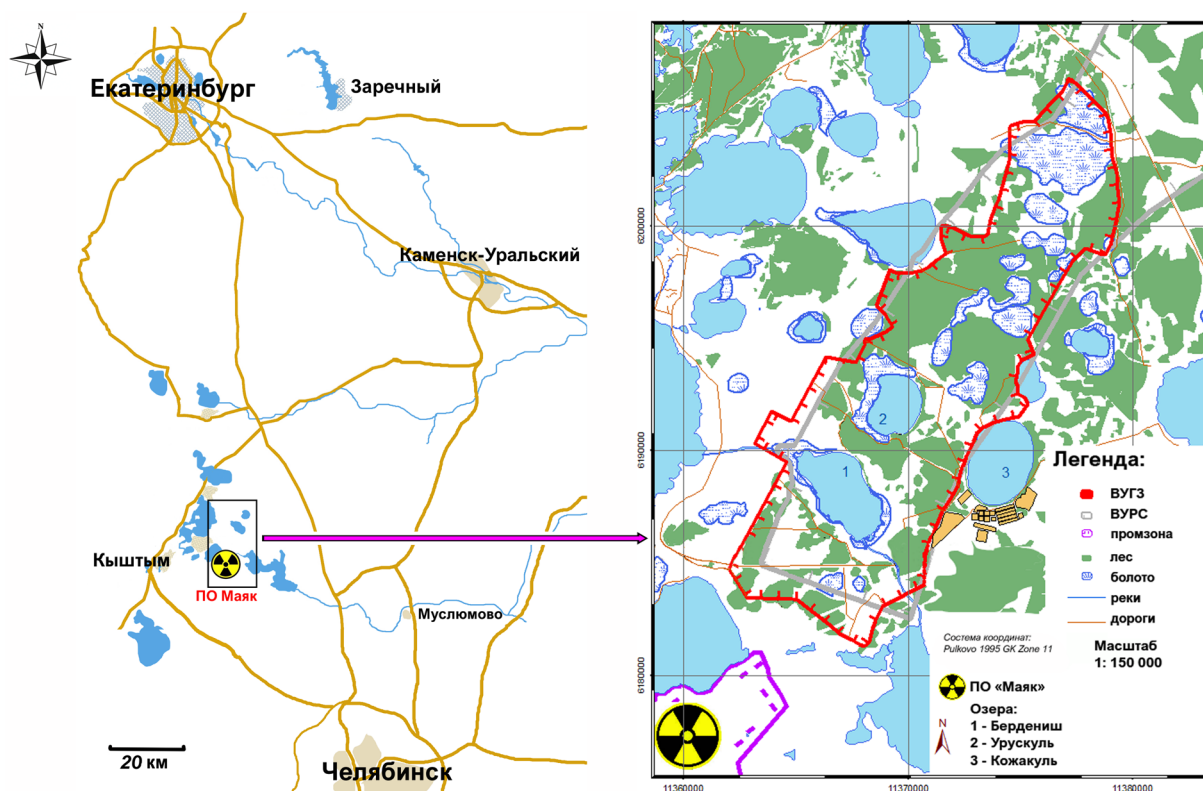 N
Екатеринбург
Заречный
Каменск-Уральский
Кыштым
ПО Маяк
Муслюмово
20 км
Челябинск
6200000
6190000
6180000
11360000
11370000
11380000
1
2
3
Легенда:
ВУГЗ
ВУРС
промзона
лес
болото
реки
дороги
Состема координат:
Pulkovo 1995 GK Zone 11
Масштаб
1: 150 000
ПО «Маяк»
Озера:
N
1 - Бердениш
2 - Урускуль
3 - Кожакуль